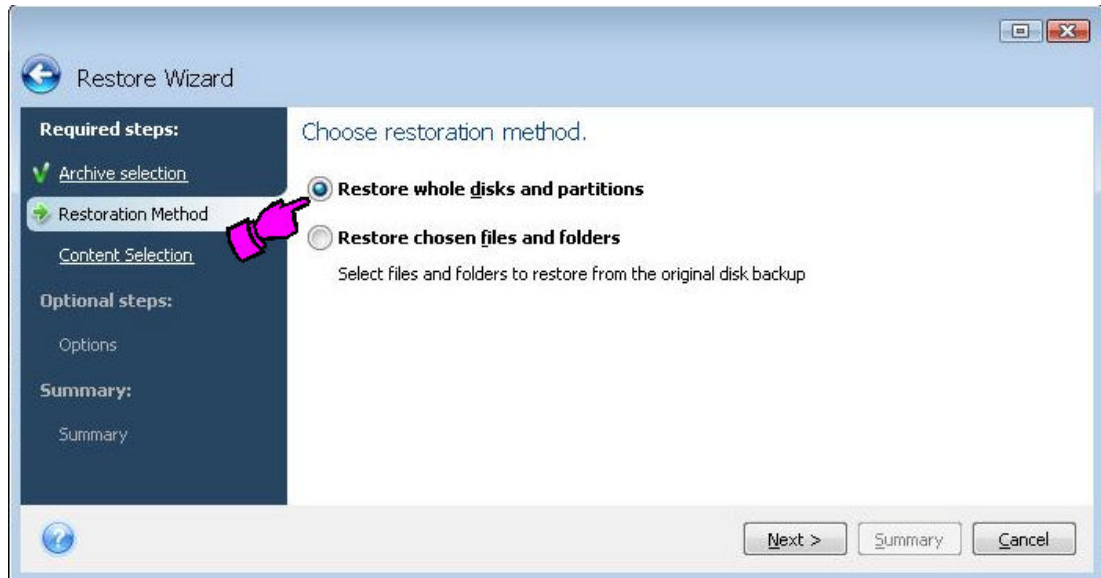 Restore Wizard
Required steps:
Archive selection
Restoration Method
Content Selection
Optional steps:
Options
Summary:
Summary
Choose restoration method.
Restore whole disks and partitions
Restore chosen files and folders
Select files and folders to restore from the original disk backup
?
Next >
Summary
Cancel